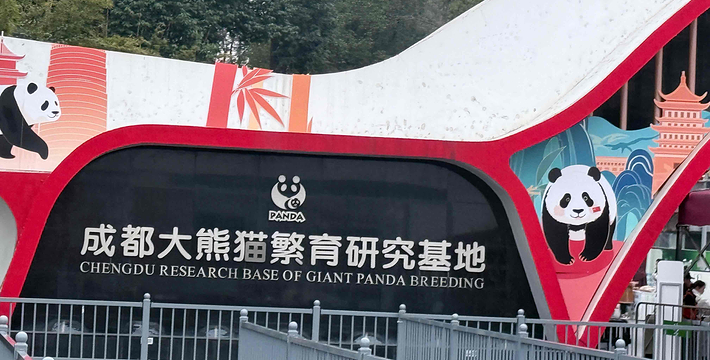 PANDA
成都大熊猫繁育研究基地
CHENGDU RESEARCH BASE OF GIANT PANDA BREEDING